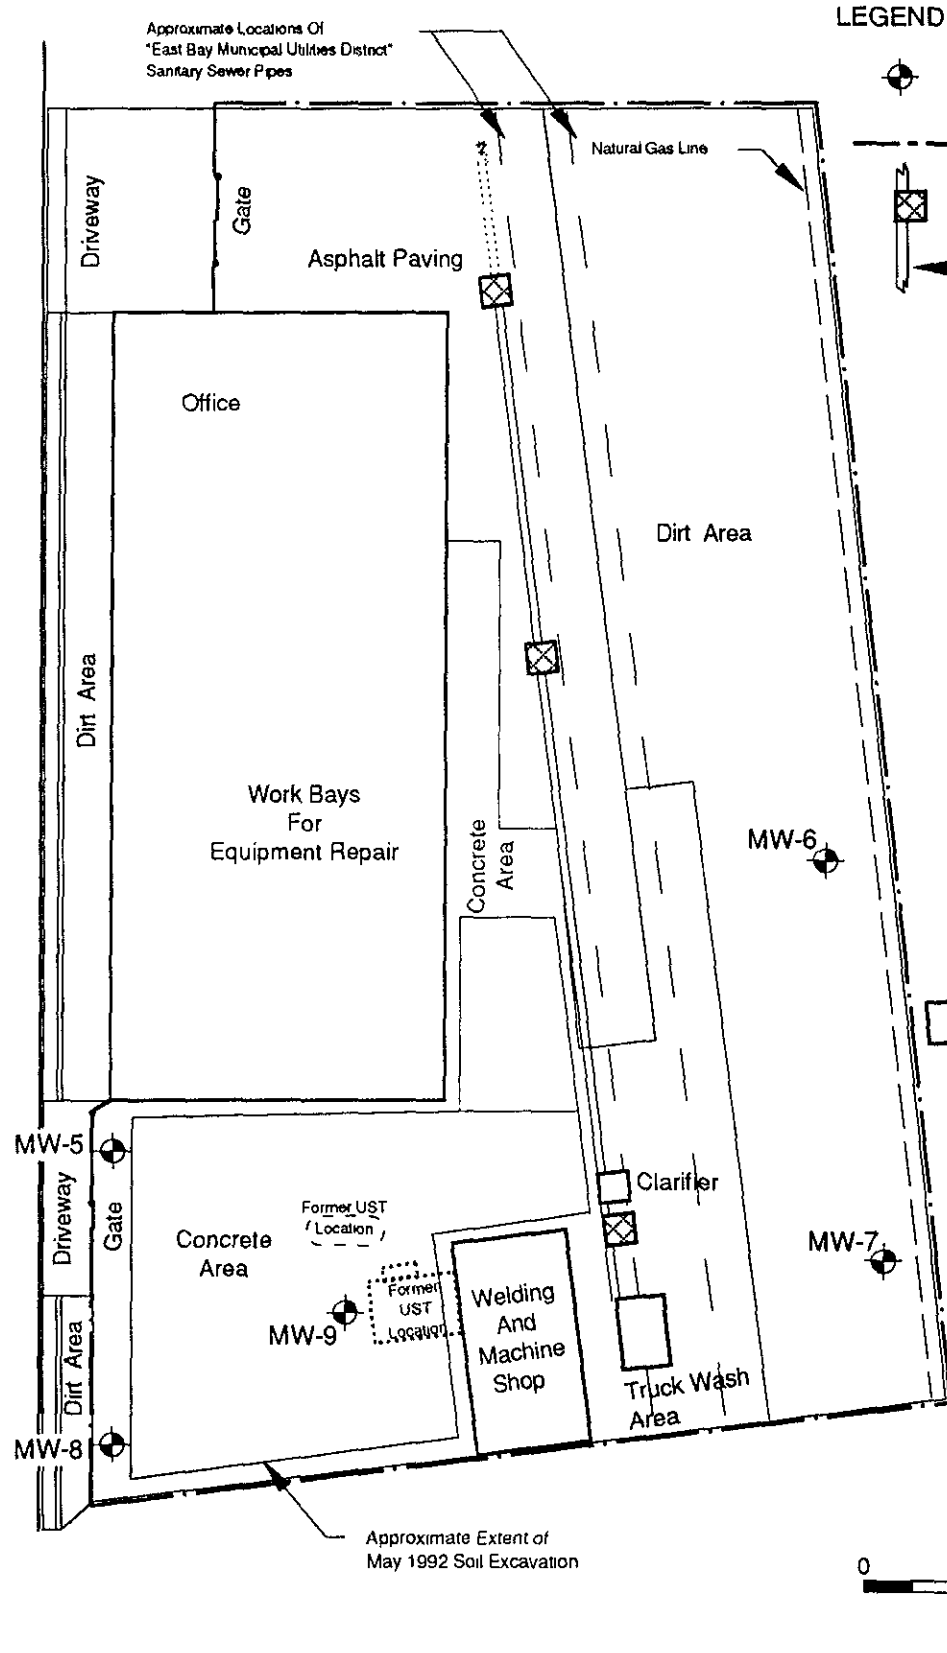 LEGEND
Approximate Locations Of
"East Bay Municipal Utilities District"
Sanitary Sewer Pipes
Natural Gas Line
Driveway
Gate
Asphalt Paving
Office
Dirt Area
Dirt Area
Work Bays
For
Equipment Repair
Concrete
Area
MW-6
MW-5
Driveway
Gate
Former UST
Location
Clarifier
Concrete
Area
MW-7
Former
UST
Location
Welding
And
Machine
Shop
MW-9
Dirt Area
Truck Wash
Area
MW-8
Approximate Extent of
May 1992 Soil Excavation
0